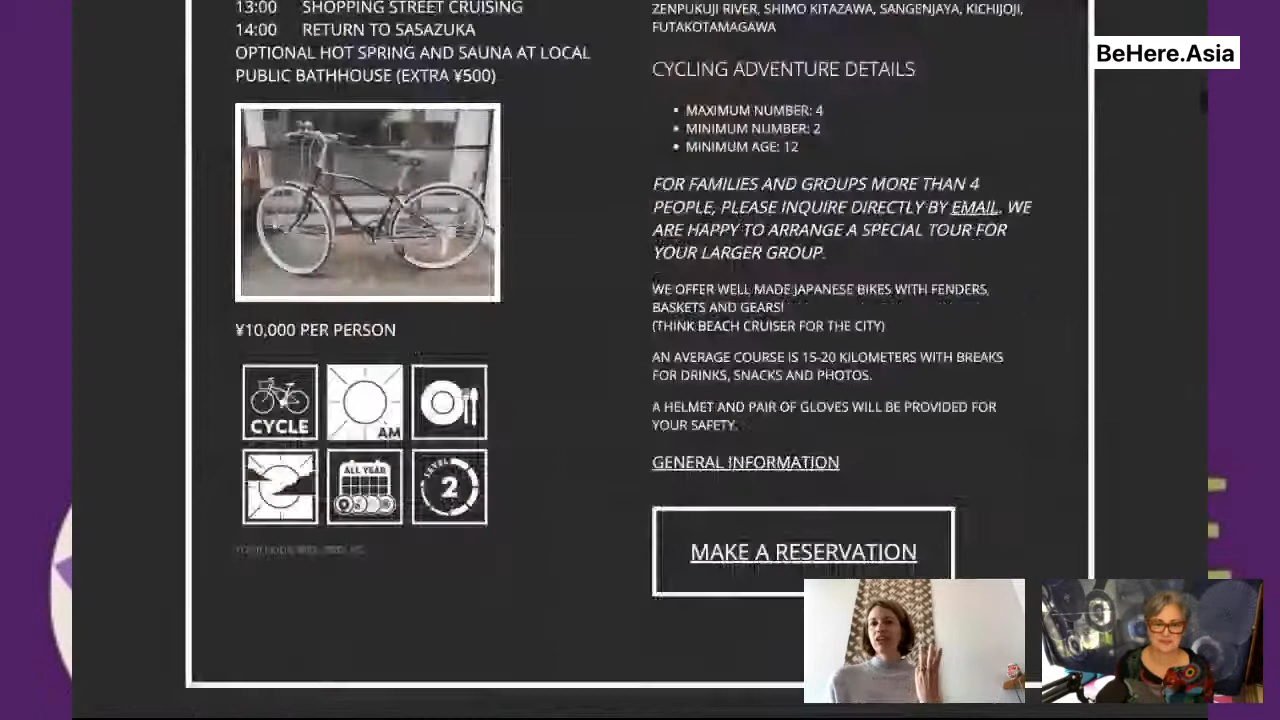 13:00 SHOPPING STREET CRUISING
14:00 RETURN TO SASAZUKA
OPTIONAL HOT SPRING AND SAUNA AT LOCAL
PUBLIC BATHHOUSE (EXTRA ¥500)
¥10,000 PER PERSON
CYCLE
AM
ALL YEAR
LEVEL
2
ZENPUKUJI RIVER, SHIMO KITAZAWA, SANGENJAYA, KICHIJOJI,
FUTAKOTAMAGAWA
CYCLING ADVENTURE DETAILS
MAXIMUM NUMBER: 4
MINIMUM NUMBER: 2
MINIMUM AGE: 12
FOR FAMILIES AND GROUPS MORE THAN 4
PEOPLE, PLEASE INQUIRE DIRECTLY BY EMAIL. WE
ARE HAPPY TO ARRANGE A SPECIAL TOUR FOR
YOUR LARGER GROUP.
WE OFFER WELL MADE JAPANESE BIKES WITH FENDERS,
BASKETS AND GEARS!
(THINK BEACH CRUISER FOR THE CITY)
AN AVERAGE COURSE IS 15-20 KILOMETERS WITH BREAKS
FOR DRINKS, SNACKS AND PHOTOS.
A HELMET AND PAIR OF GLOVES WILL BE PROVIDED FOR
YOUR SAFETY.
GENERAL INFORMATION
MAKE A RESERVATION
BeHere.Asia